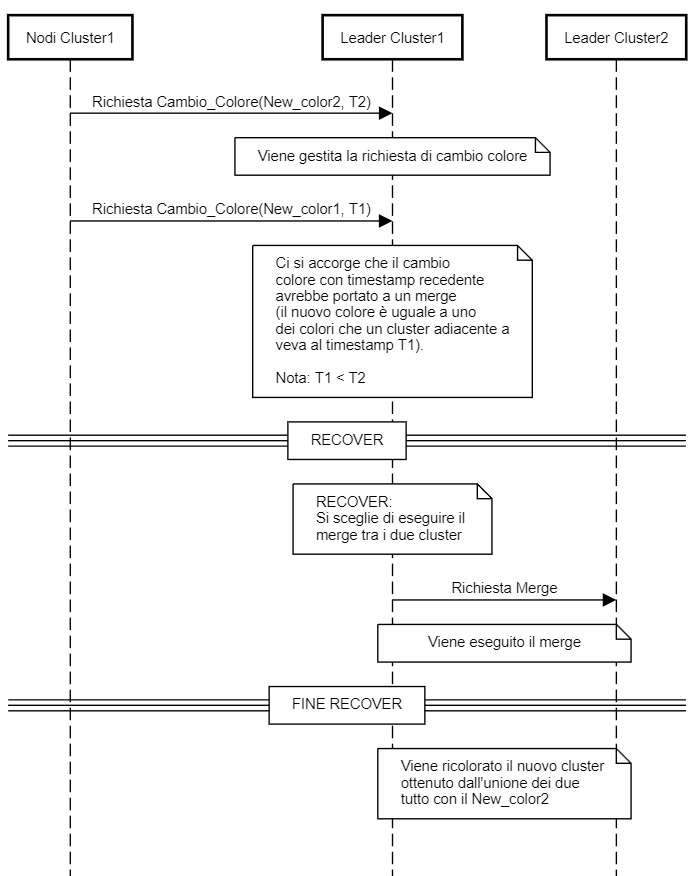 Nodi Cluster1
Leader Cluster1
Leader Cluster2
Richiesta Cambio_Colore(New_color2, T2)
Viene gestita la richiesta di cambio colore
Richiesta Cambio_Colore(New_color1, T1)
Ci si accorge che il cambio
colore con timestamp recedente
avrebbe portato a un merge
(il nuovo colore è uguale a uno
dei colori che un cluster adiacente a
veva al timestamp T1).
Nota: T1 < T2
RECOVER
RECOVER:
Si sceglie di eseguire il
merge tra i due cluster
Richiesta Merge
Viene eseguito il merge
FINE RECOVER
Viene ricolorato il nuovo cluster
ottenuto dall'unione dei due
tutto con il New_color2